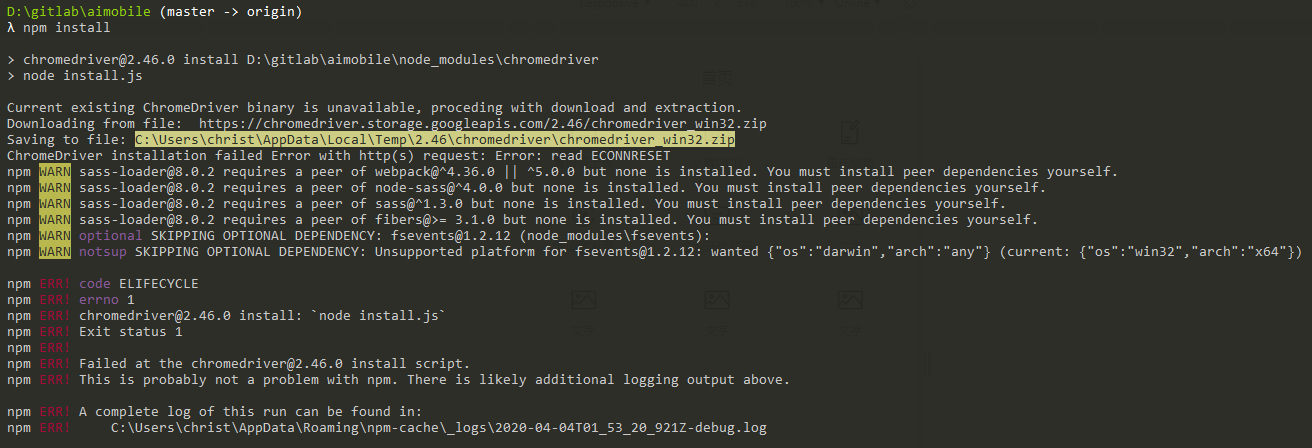 D:\gitlab\aimobile (master -> origin)
λ npm install
> chromedriver@2.46.0 install D:\gitlab\aimobile\node_modules\chromedriver
> node install.js
Current existing ChromeDriver binary is unavailable, proceding with download and extraction.
Downloading from file:  https://chromedriver.storage.googleapis.com/2.46/chromedriver_win32.zip
Saving to file: C:\Users\christ\AppData\Local\Temp\2.46\chromedriver\chromedriver_win32.zip
ChromeDriver installation failed Error with http(s) request: Error: read ECONNRESET
npm WARN sass-loader@8.0.2 requires a peer of webpack@^4.36.0 || ^5.0.0 but none is installed. You must install peer dependencies yourself.
npm WARN sass-loader@8.0.2 requires a peer of node-sass@^4.0.0 but none is installed. You must install peer dependencies yourself.
npm WARN sass-loader@8.0.2 requires a peer of sass@^1.3.0 but none is installed. You must install peer dependencies yourself.
npm WARN sass-loader@8.0.2 requires a peer of fibers@>= 3.1.0 but none is installed. You must install peer dependencies yourself.
npm WARN optional SKIPPING OPTIONAL DEPENDENCY: fsevents@1.2.12 (node_modules\fsevents):
npm WARN notsup SKIPPING OPTIONAL DEPENDENCY: Unsupported platform for fsevents@1.2.12: wanted {"os":"darwin","arch":"any"} (current: {"os":"win32","arch":"x64"})
npm ERR! code ELIFECYCLE
npm ERR! errno 1
npm ERR! chromedriver@2.46.0 install: `node install.js`
npm ERR! Exit status 1
npm ERR!
npm ERR! Failed at the chromedriver@2.46.0 install script.
npm ERR! This is probably not a problem with npm. There is likely additional logging output above.
npm ERR! A complete log of this run can be found in:
npm ERR!     C:\Users\christ\AppData\Roaming\npm-cache\_logs\2020-04-04T01_53_20_921Z-debug.log